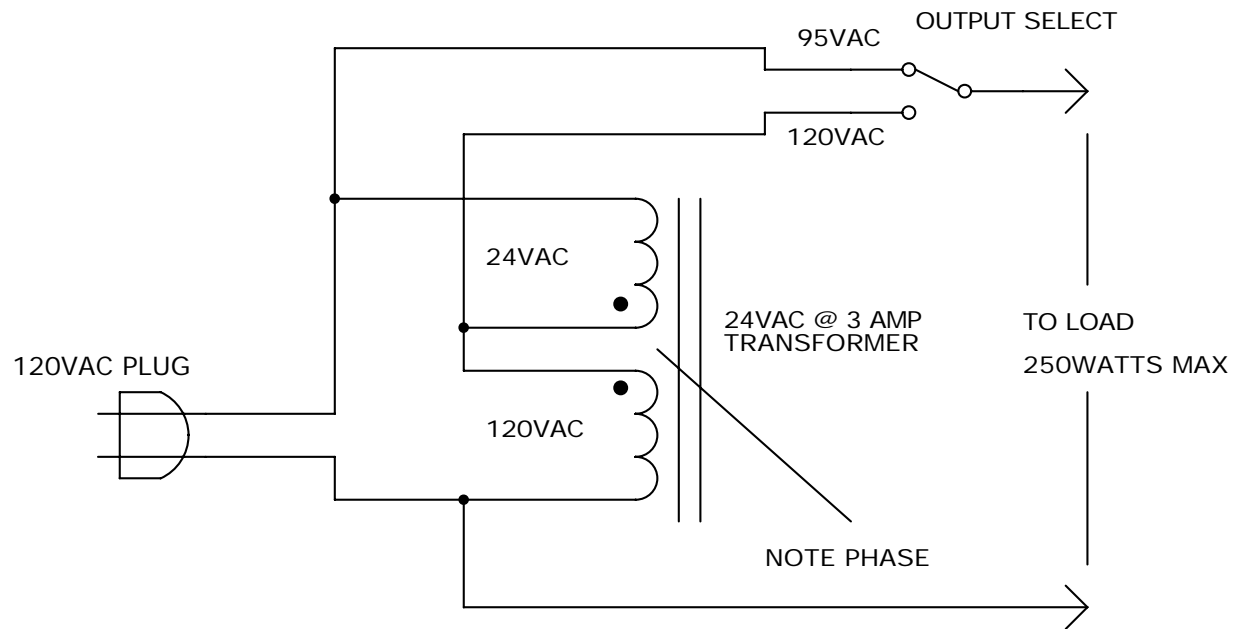 OUTPUT SELECT
95VAC
120VAC
24VAC
24VAC @ 3 AMP
TRANSFORMER
TO LOAD
250WATTS MAX
120VAC PLUG
120VAC
NOTE PHASE